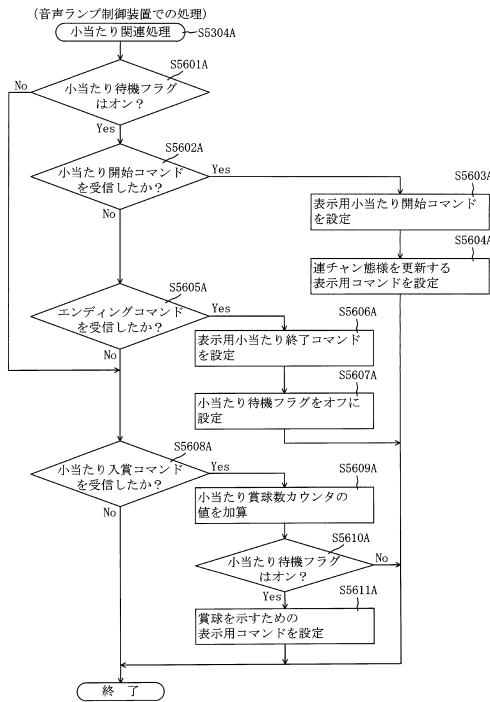 (音声ランプ制御装置での処理)
小当たり関連処理
S5304A
S5601A
小当たり待機フラグ
はオン?
No
Yes
S5602A
小当たり開始コマンド
を受信したか?
Yes
No
S5603A
表示用小当たり開始コマンド
を設定
S5604A
連チャン態様を更新する
表示用コマンドを設定
S5605A
エンディングコマンド
を受信したか?
Yes
No
S5606A
表示用小当たり終了コマンド
を設定
S5607A
小当たり待機フラグをオフに
設定
S5608A
小当たり入賞コマンド
を受信したか?
Yes
No
S5609A
小当たり賞球数カウンタの
値を加算
S5610A
小当たり待機フラグ
はオン?
No
Yes
S5611A
賞球を示すための
表示用コマンドを設定
終 了